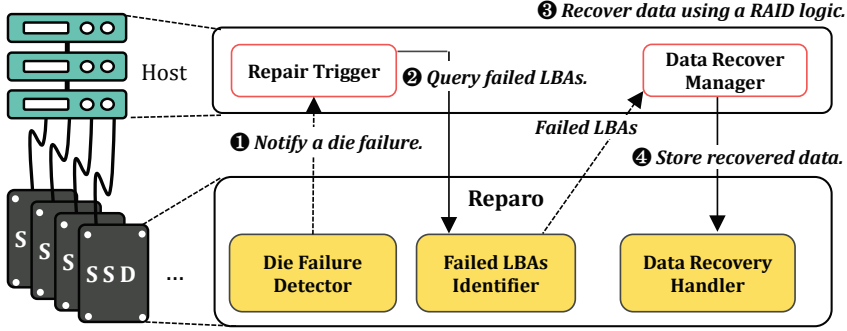 ❸ Recover data using a RAID logic.
Host
Repair Trigger
❷ Query failed LBAs.
Data Recover
Manager
❶ Notify a die failure.
Failed LBAs
❹ Store recovered data.
Reparo
S
S
S
SSD
...
Die Failure
Detector
Failed LBAs
Identifier
Data Recovery
Handler